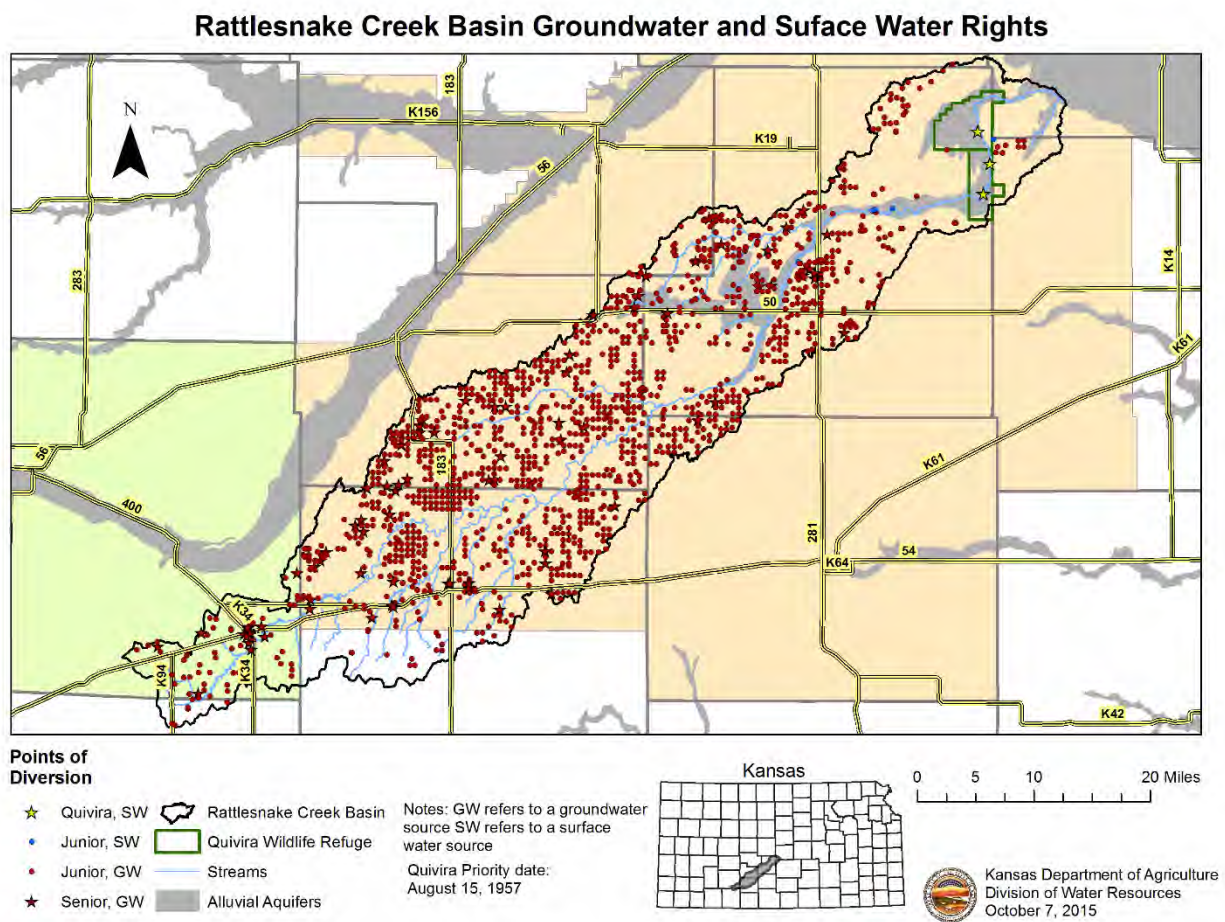 Rattlesnake Creek Basin Groundwater and Suface Water Rights
N
183
K156
K19
56
283
K14
50
K61
56
183
K61
400
281
54
K64
K34
K94
K34
K42
Points of
Diversion
Quivira, SW
Junior, SW
Junior, GW
Senior, GW
Rattlesnake Creek Basin
Quivira Wildlife Refuge
Streams
Alluvial Aquifers
Notes: GW refers to a groundwater
source SW refers to a surface
water source
Quivira Priority date:
August 15, 1957
Kansas
0 5 10 20 Miles
Kansas Department of Agriculture
Division of Water Resources
October 7, 2015